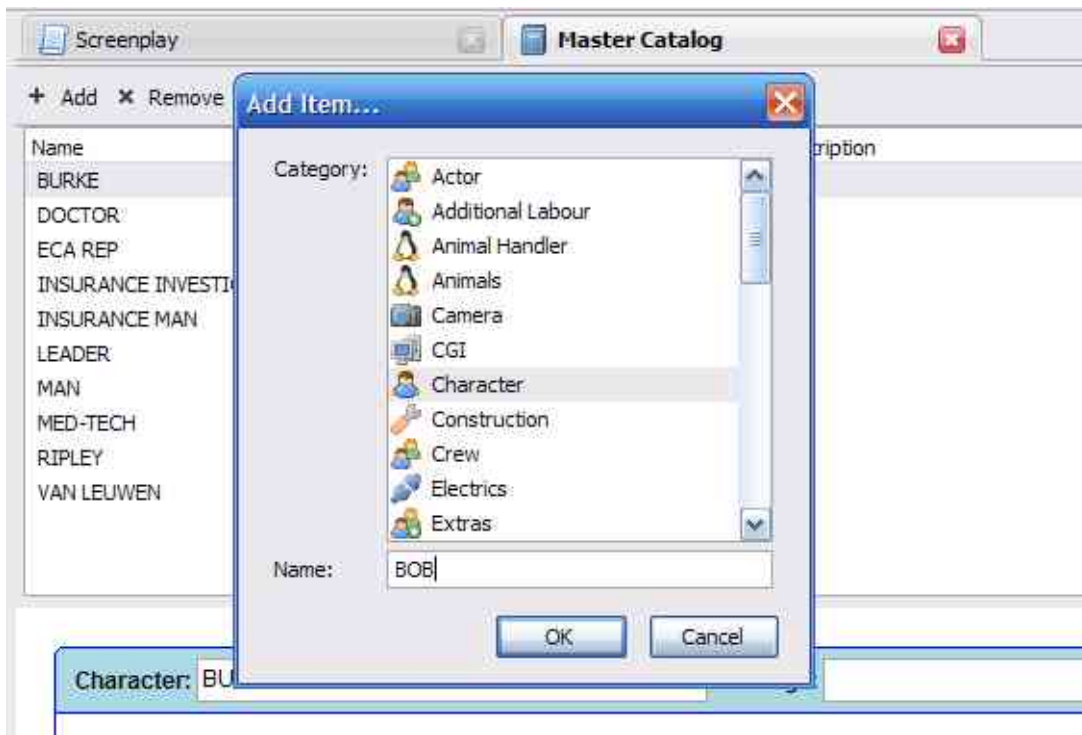 Screenplay
Master Catalog
+ Add × Remove
Add Item...
Name
ription
BURKE
DOCTOR
ECA REP
INSURANCE INVESTI
INSURANCE MAN
LEADER
MAN
MED-TECH
RIPLEY
VAN LEUWEN
Category:
Actor
Additional Labour
Animal Handler
Animals
Camera
CGI
Character
Construction
Crew
Electrics
Extras
Name:
BOB
OK
Cancel
Character: BU